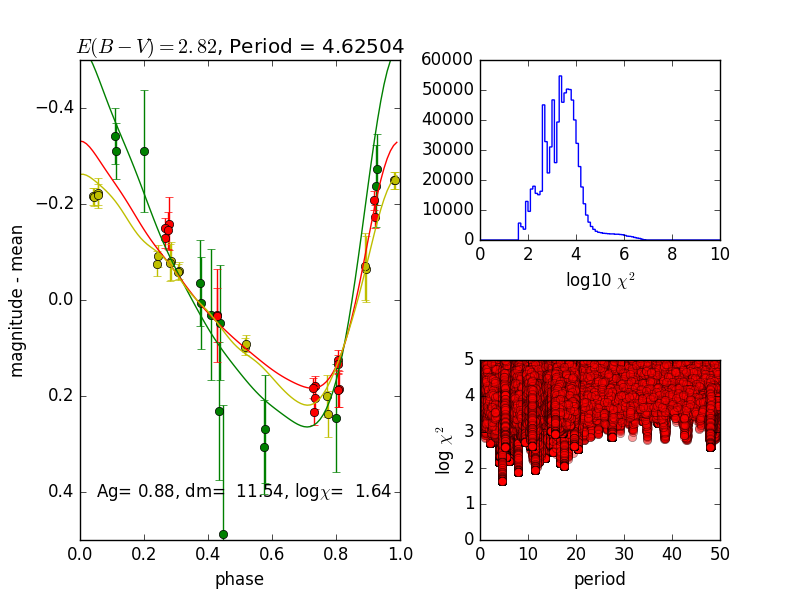 E(B−V)=2.82, Period = 4.62504
−0.4
−0.2
0.0
0.2
0.4
magnitude - mean
Ag= 0.88, dm= 11.54, logχ= 1.64
0.0 0.2 0.4 0.6 0.8 1.0
phase
60000
50000
40000
30000
20000
10000
0
0 2 4 6 8 10
log10 χ²
5
4
3
2
1
0
log χ²
0 10 20 30 40 50
period